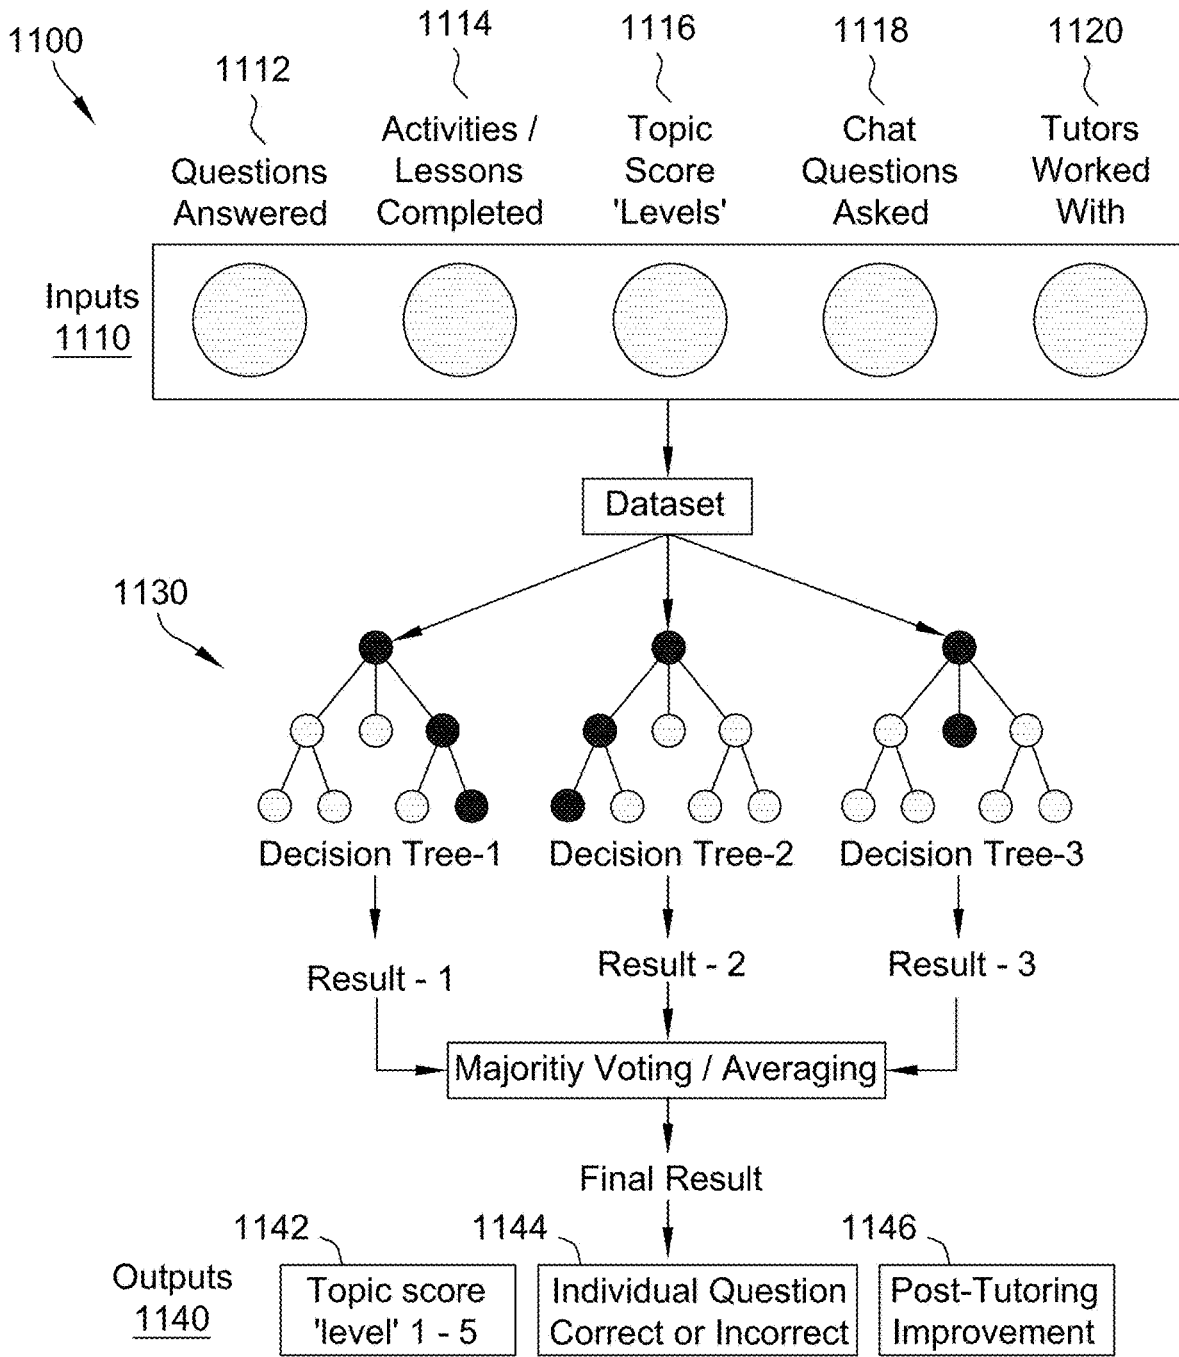 1100
1112
1114
1116
1118
1120
Questions
Answered
Activities /
Lessons
Completed
Topic
Score
'Levels'
Chat
Questions
Asked
Tutors
Worked
With
Inputs
1110
Dataset
1130
Decision Tree-1
Decision Tree-2
Decision Tree-3
Result - 1
Result - 2
Result - 3
Majoritiy Voting / Averaging
Final Result
Outputs
1140
1142
Topic score
'level' 1 - 5
1144
Individual Question
Correct or Incorrect
1146
Post-Tutoring
Improvement